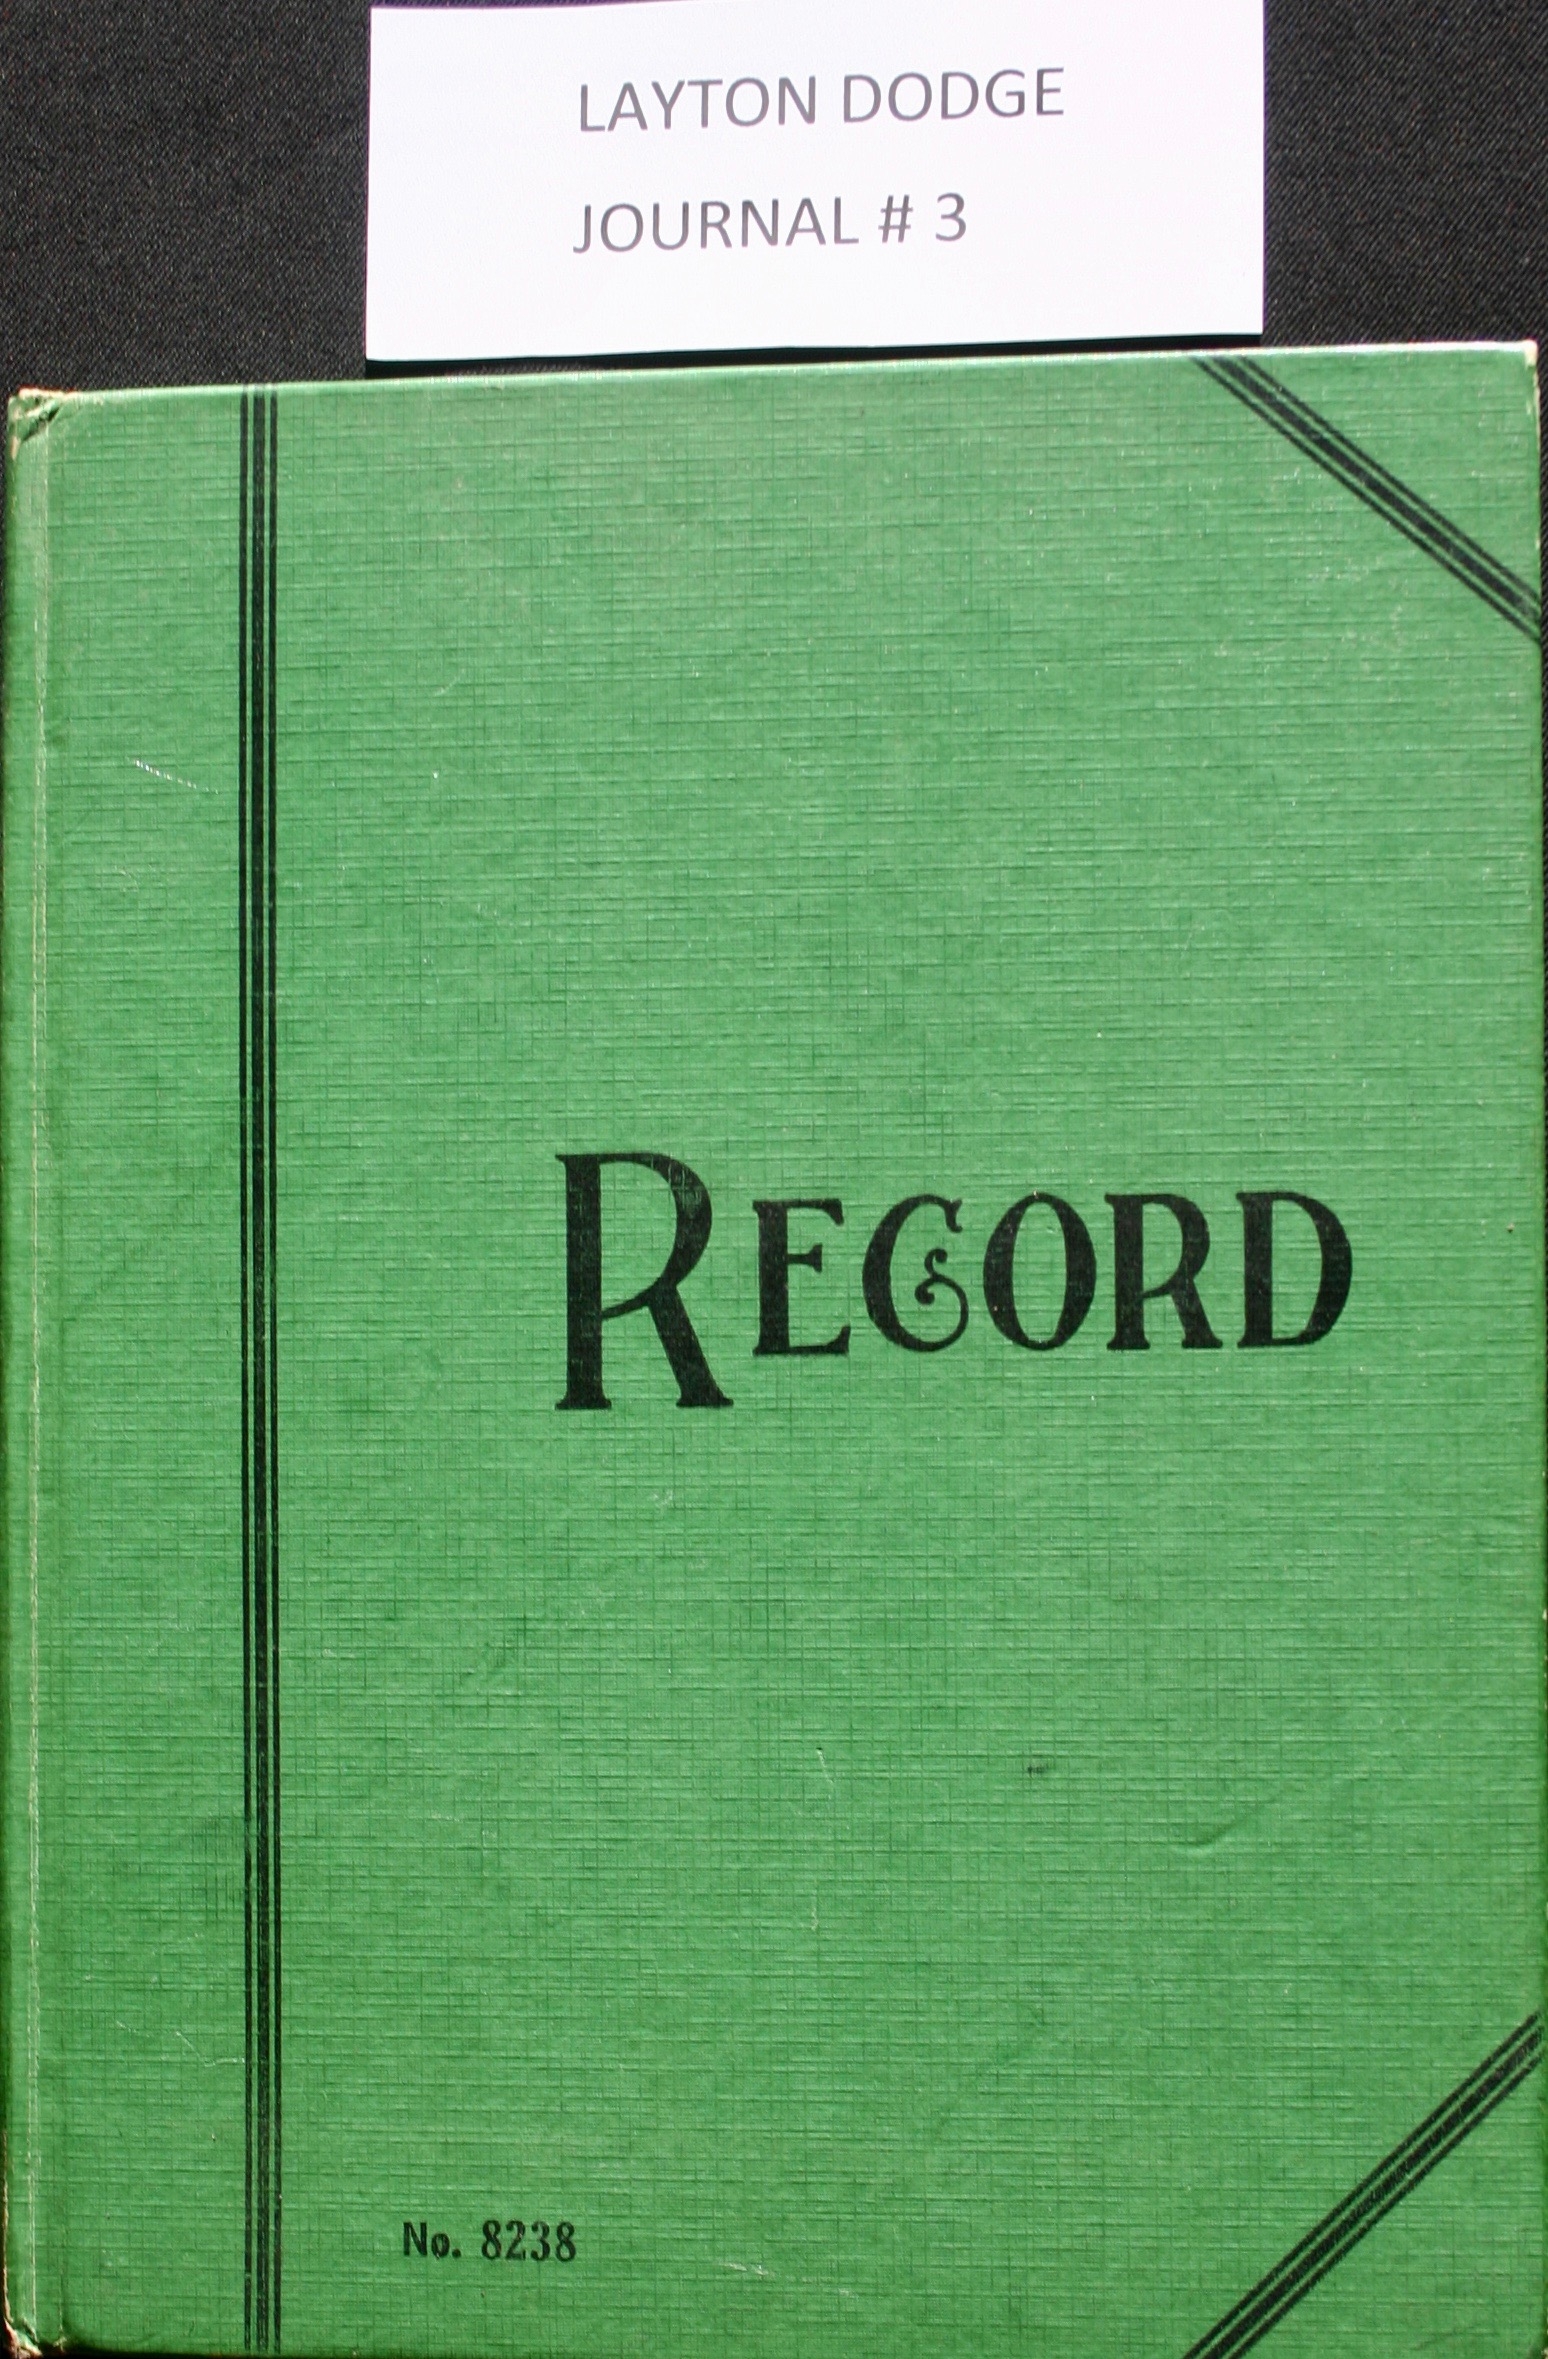 LAYTON DODGE
JOURNAL # 3
RECORD
No. 8238